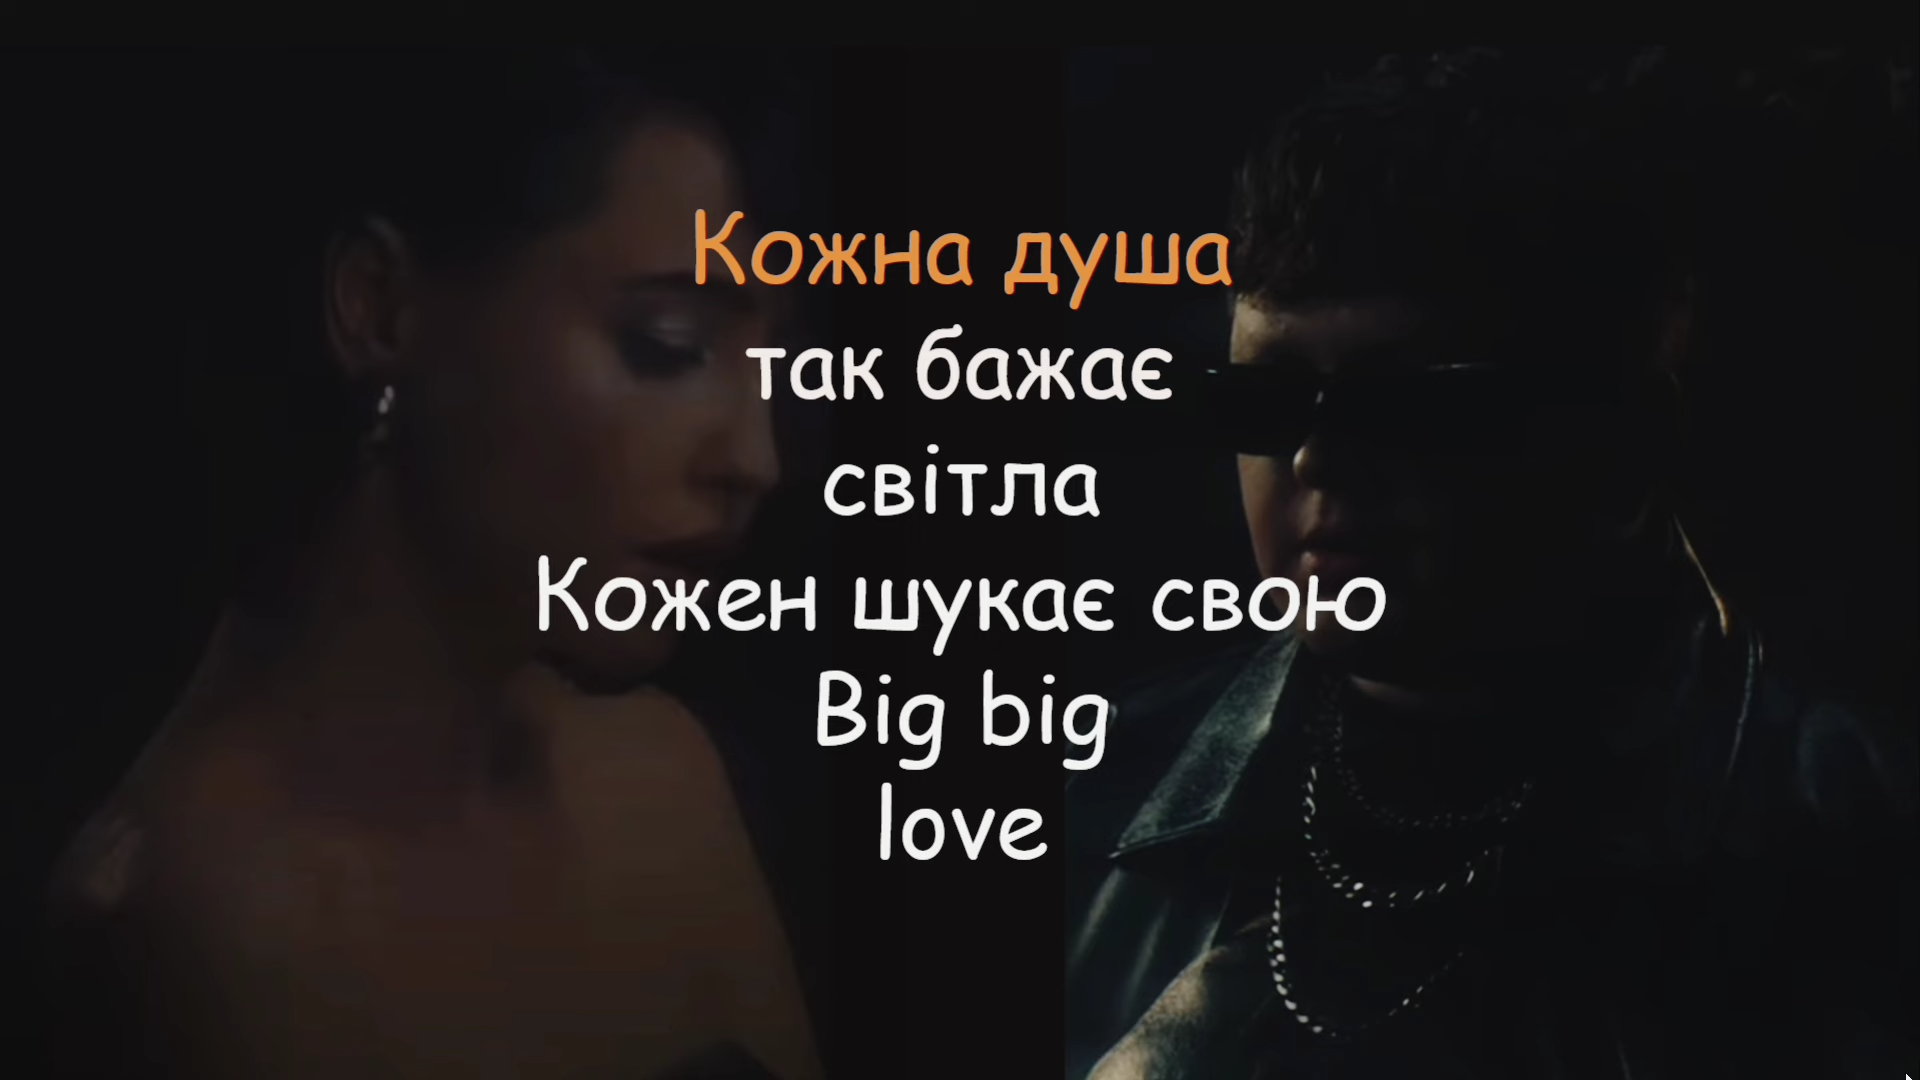 Кожна душа
так бажає
світла
Кожен шукає свою
Big big
love